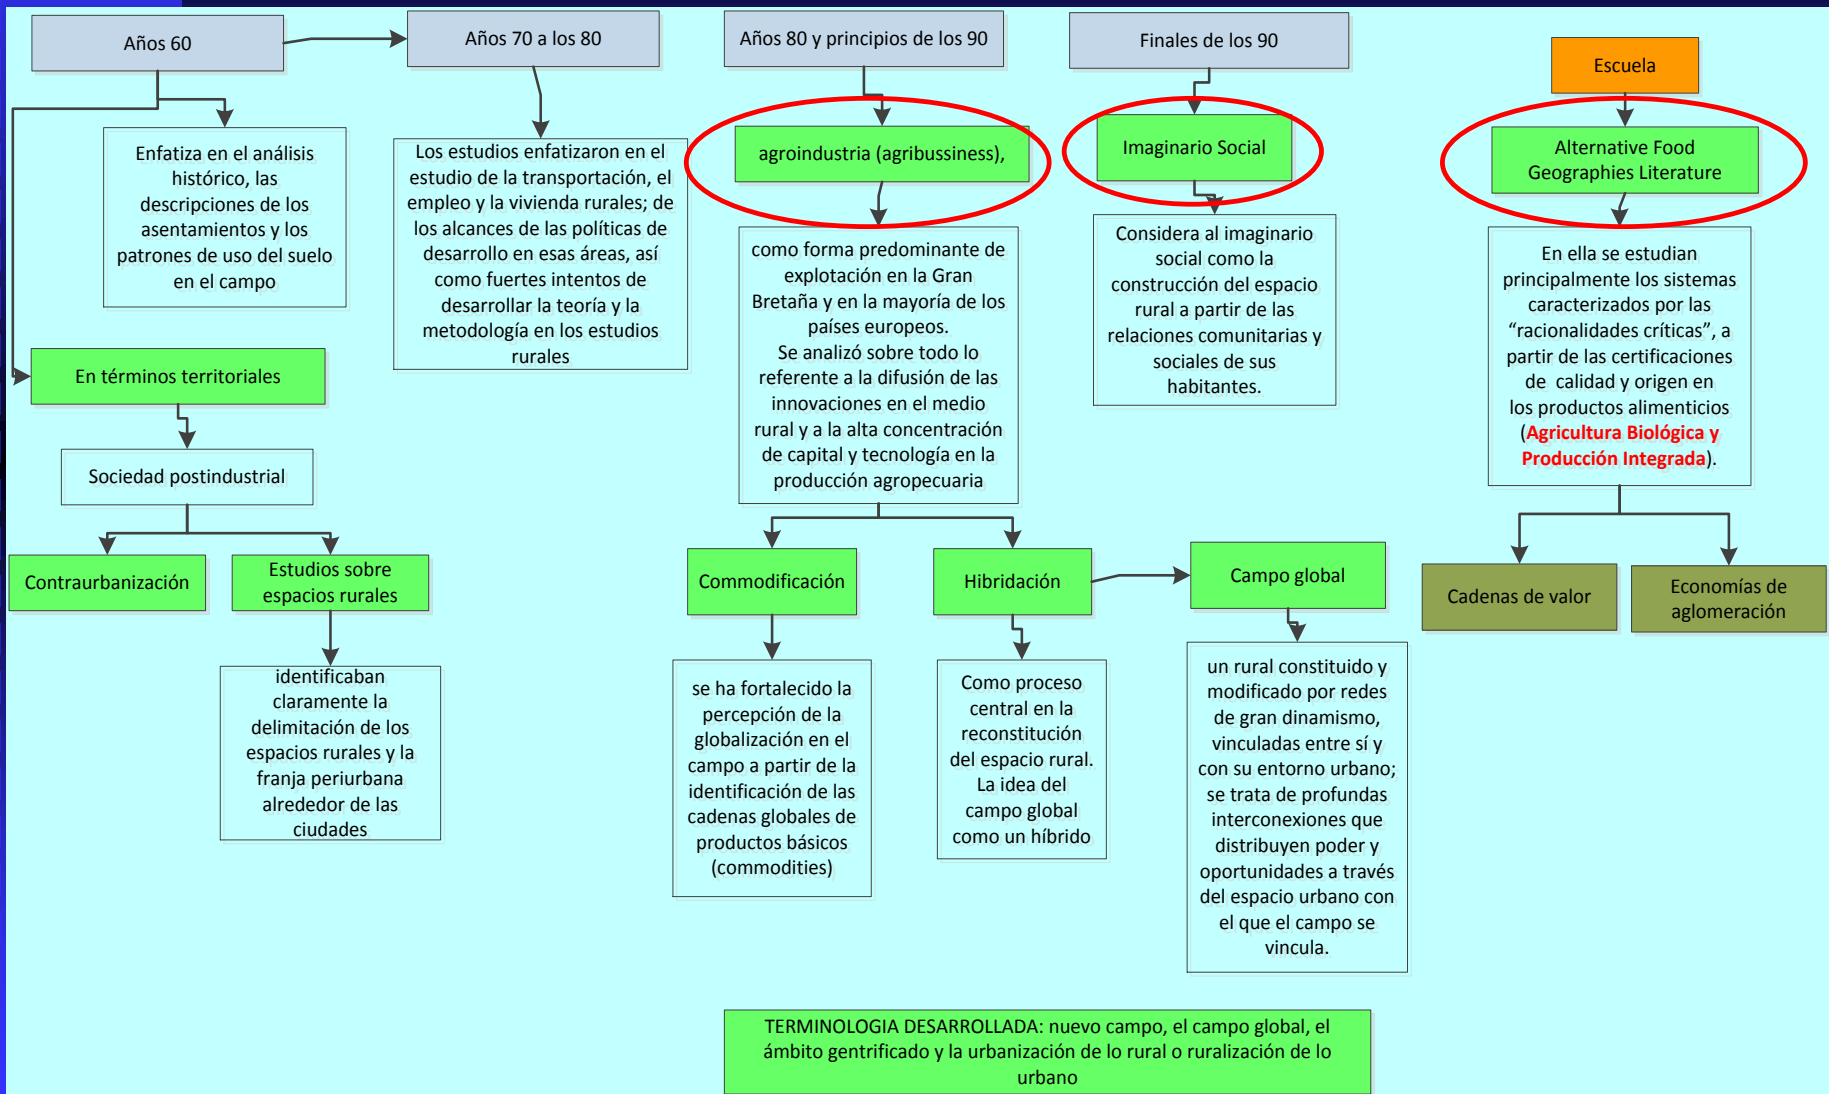 Años 60
Años 70 a los 80
Años 80 y principios de los 90
Finales de los 90
Escuela
Enfatiza en el análisis
histórico, las
descripciones de los
asentamientos y los
patrones de uso del suelo
en el campo
Los estudios enfatizaron en el
estudio de la transportación, el
empleo y la vivienda rurales; de
los alcances de las políticas de
desarrollo en esas áreas, así
como fuertes intentos de
desarrollar la teoría y la
metodología en los estudios
rurales
agroindustria (agribussiness),
Imaginario Social
Alternative Food
Geographies Literature
como forma predominante de
explotación en la Gran
Bretaña y en la mayoría de los
países europeos.
Se analizó sobre todo lo
referente a la difusión de las
innovaciones en el medio
rural y a la alta concentración
de capital y tecnología en la
producción agropecuaria
Considera al imaginario
social como la
construcción del espacio
rural a partir de las
relaciones comunitarias y
sociales de sus
habitantes.
En ella se estudian
principalmente los sistemas
caracterizados por las
“racionalidades críticas”, a
partir de las certificaciones
de calidad y origen en
los productos alimenticios
(Agricultura Biológica y
Producción Integrada).
En términos territoriales
Sociedad postindustrial
Contraurbanización
Estudios sobre
espacios rurales
Commodificación
Hibridación
Campo global
Cadenas de valor
Economías de
aglomeración
identificaban
claramente la
delimitación de los
espacios rurales y la
franja periurbana
alrededor de las
ciudades
se ha fortalecido la
percepción de la
globalización en el
campo a partir de la
identificación de las
cadenas globales de
productos básicos
(commodities)
Como proceso
central en la
reconstitución
del espacio rural.
La idea del
campo global
como un híbrido
un rural constituido y
modificado por redes
de gran dinamismo,
vinculadas entre sí y
con su entorno urbano;
se trata de profundas
interconexiones que
distribuyen poder y
oportunidades a través
del espacio urbano con
el que el campo se
vincula.
TERMINOLOGIA DESARROLLADA: nuevo campo, el campo global, el
ámbito gentrificado y la urbanización de lo rural o ruralización de lo
urbano